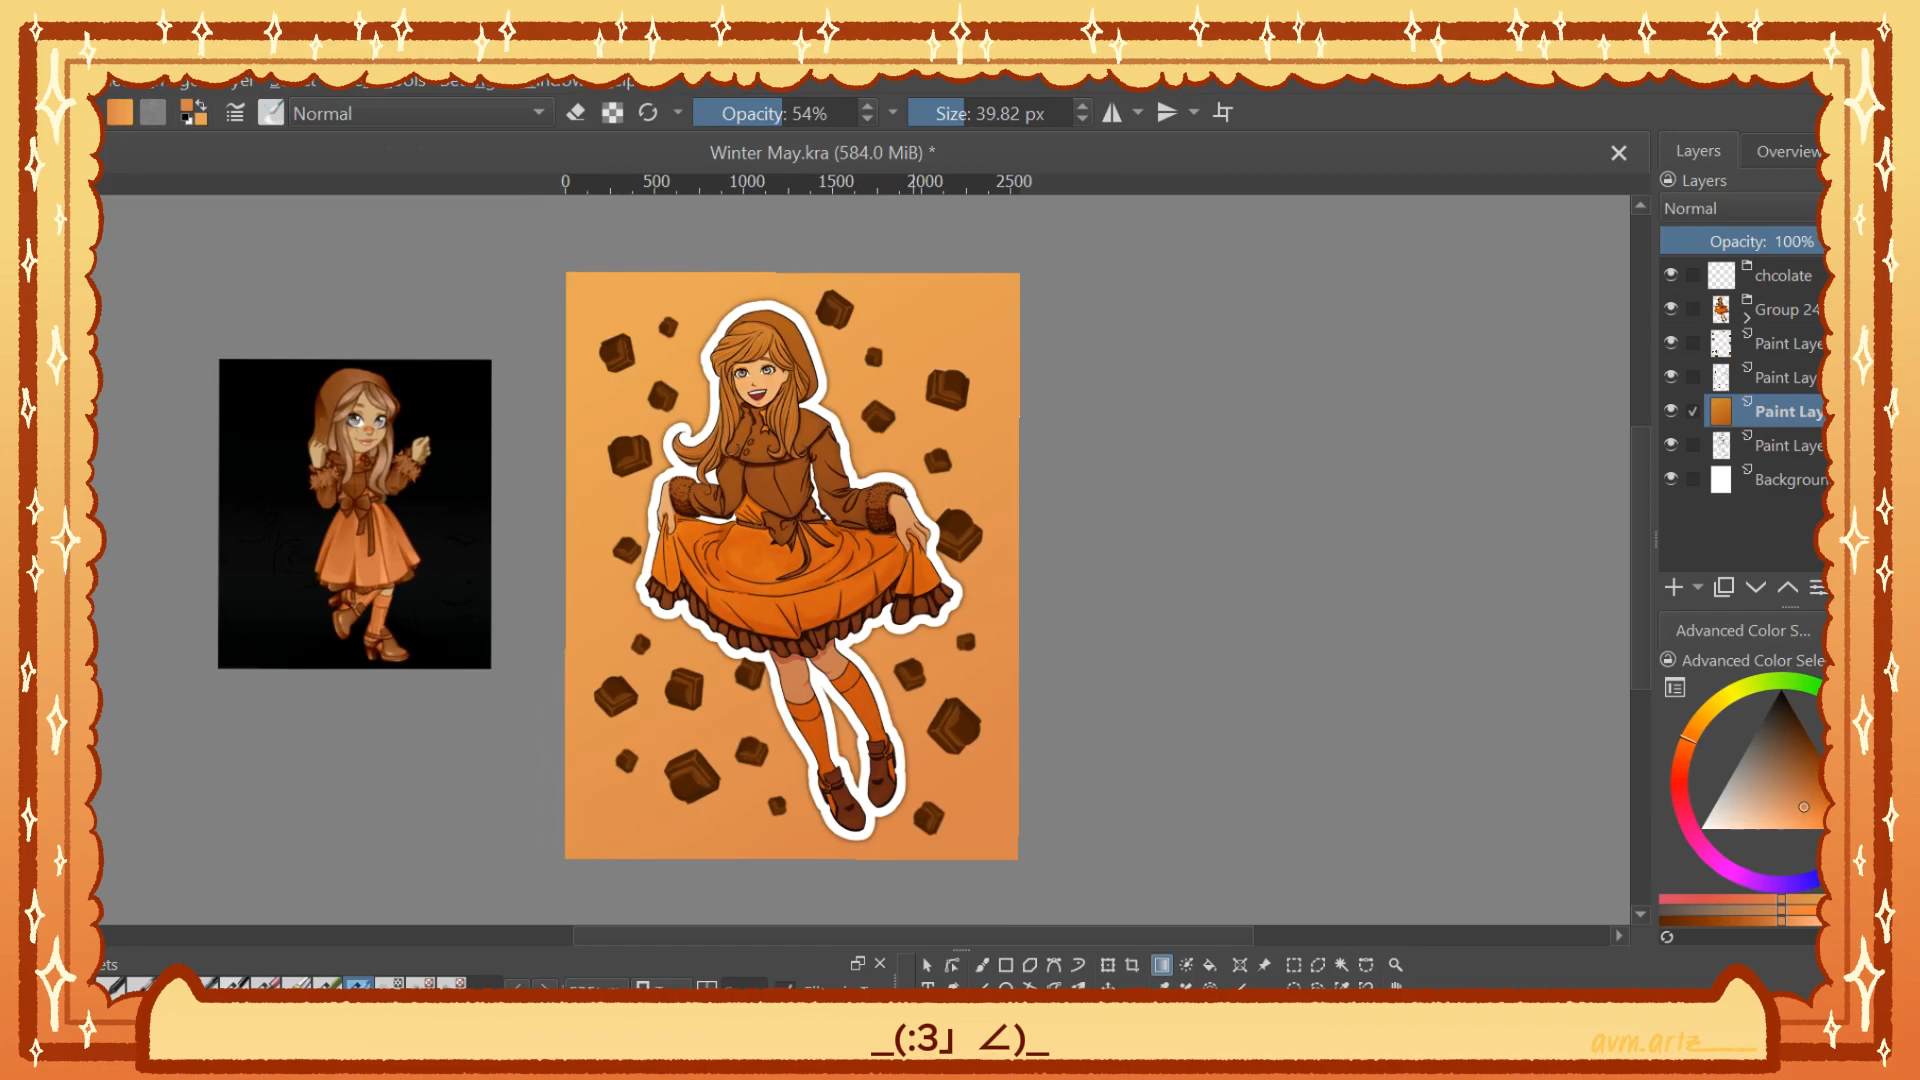 Normal
Opacity: 54%
Size: 39.82 px
Winter May.kra (584.0 MiB) *
0 500 1000 1500 2000 2500
Layers
Overview
Layers
Normal
Opacity: 100%
chcolate
Group 24
Paint Laye
Paint Lay
Paint Lay
Paint Laye
Backgroun
Advanced Color S...
Advanced Color Sele
ets
_(:3」∠)_
avm.artz